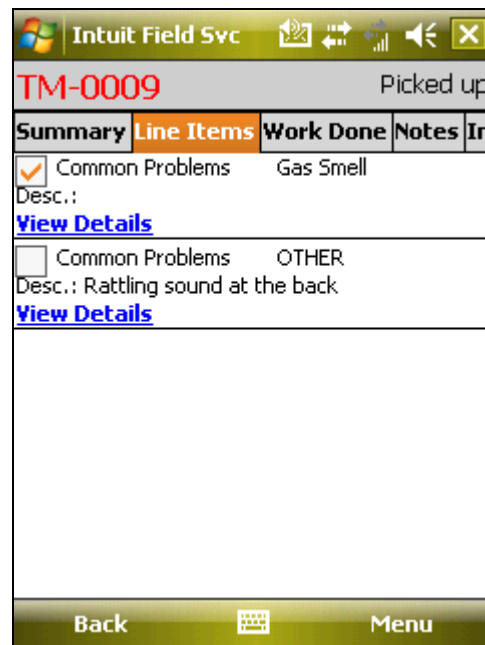 Intuit Field Svc
TM-0009 Picked up
Summary Line Items Work Done Notes In
Common Problems Gas Smell
Desc.:
View Details
Common Problems OTHER
Desc.: Rattling sound at the back
View Details
Back Menu